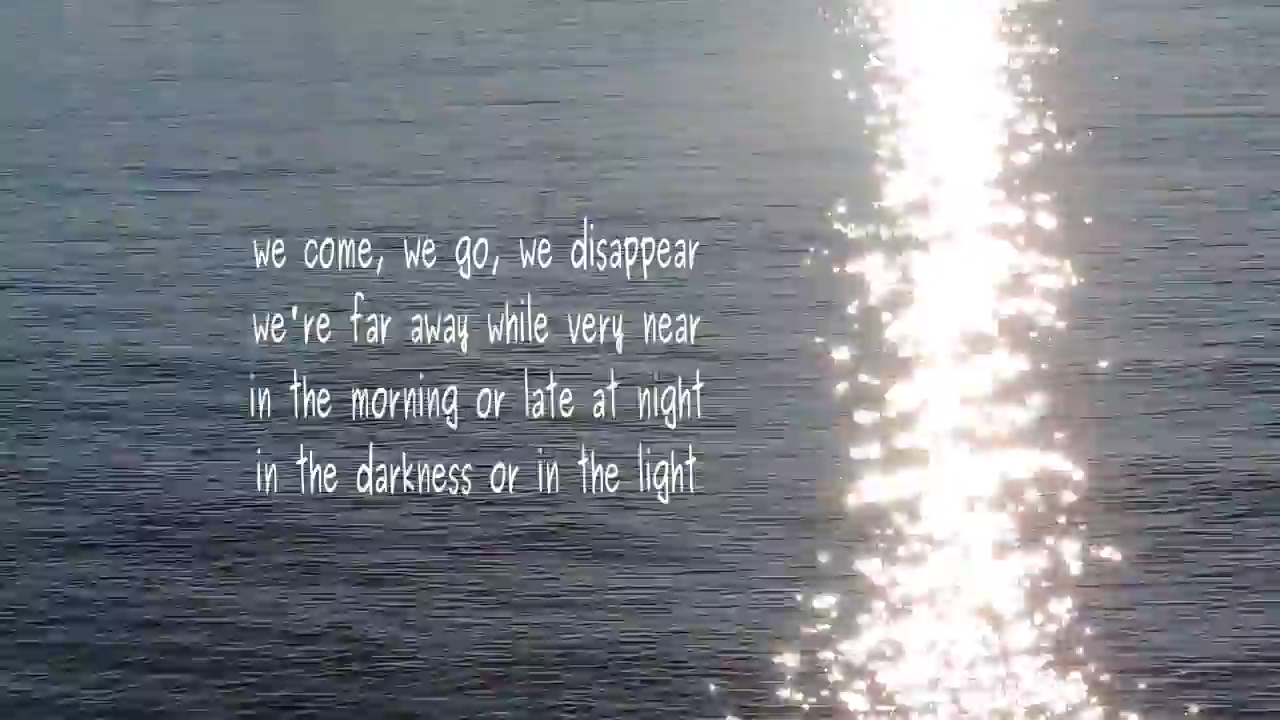 we come, we go, we disappear
we're far away while very near
in the morning or late at night
in the darkness or in the light